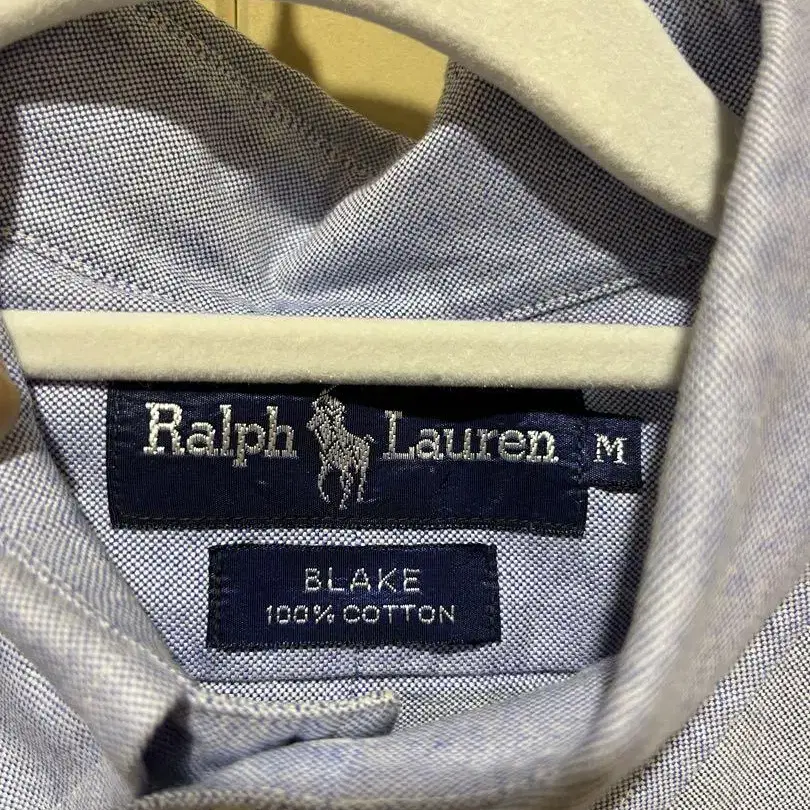 Ralph Lauren M
BLAKE
100% COTTON